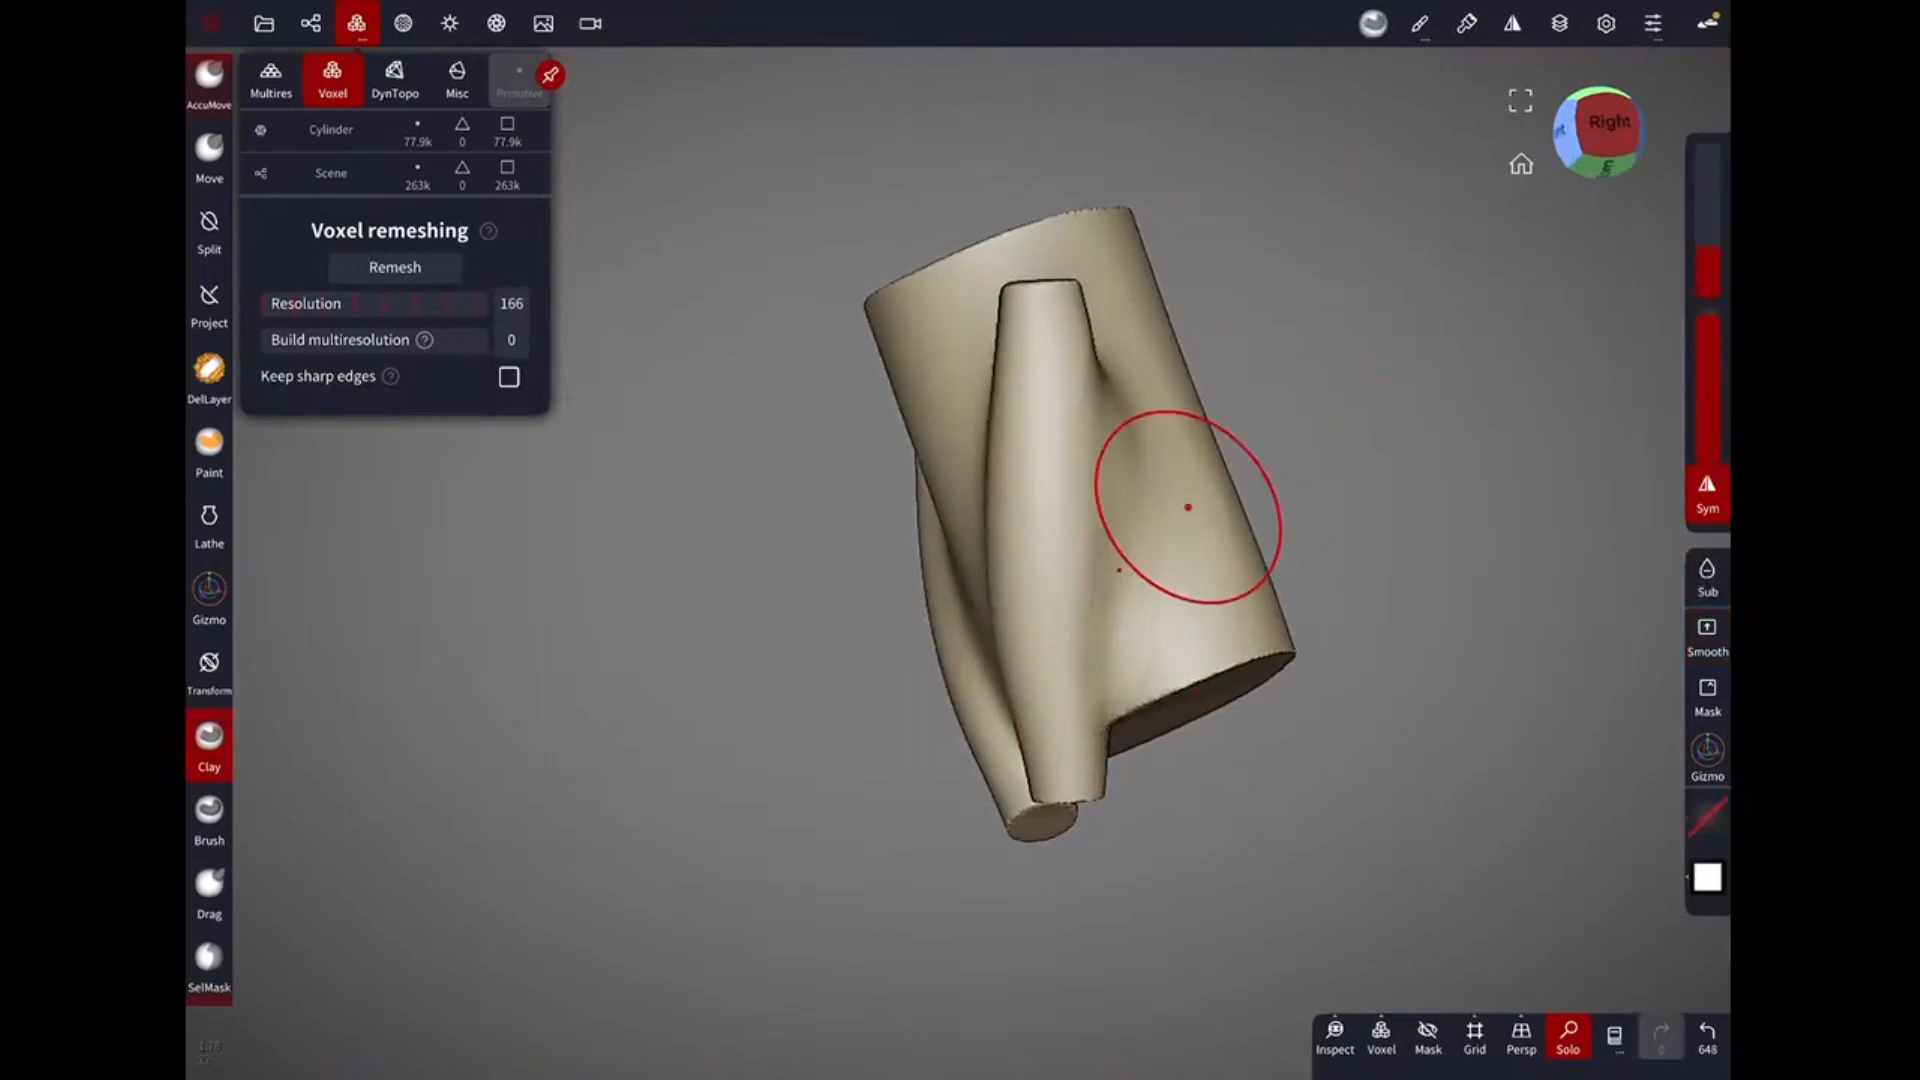 Multires
Voxel
DynTopo
Misc
Primitive
Cylinder
77.9k
0
77.9k
Scene
263k
0
263k
Voxel remeshing ?
Remesh
Resolution 166
Build multiresolution ? 0
Keep sharp edges ?
AccuMove
Move
Split
Project
DelLayer
Paint
Lathe
Gizmo
Transform
Clay
Brush
Drag
SelMask
Right
Sym
Sub
Smooth
Mask
Gizmo
Inspect
Voxel
Mask
Grid
Persp
Solo
0
648